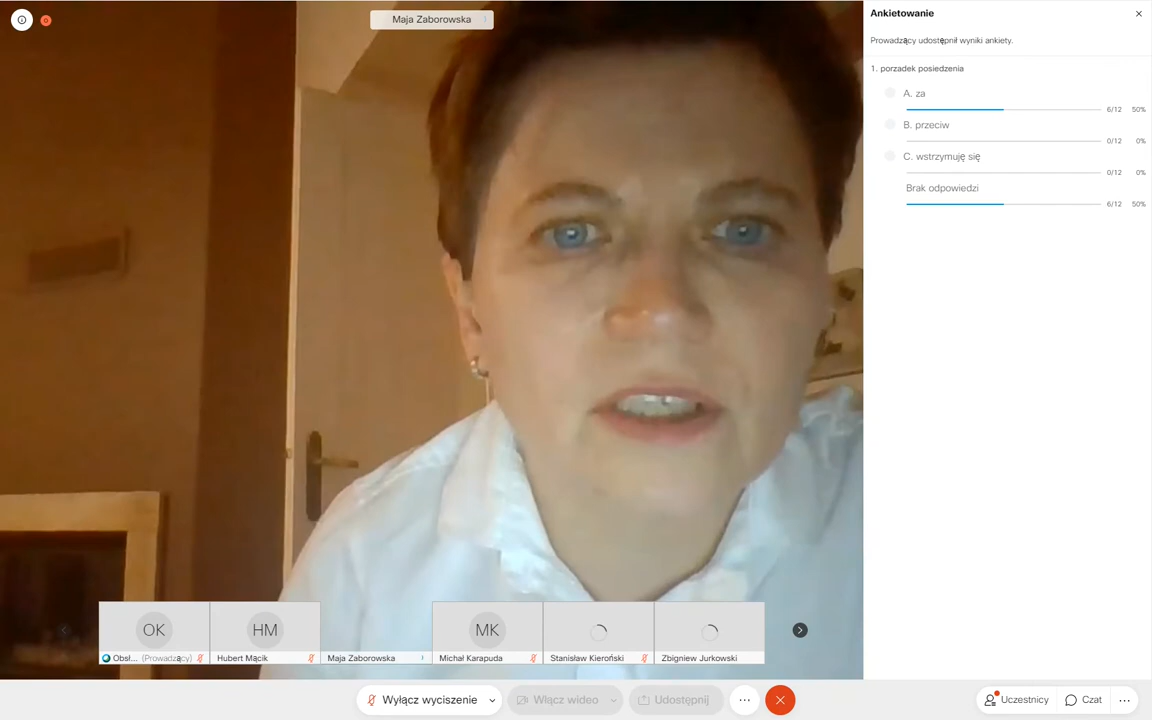 Maja Zaborowska
Ankietowanie
Prowadzący udostępnił wyniki ankiety.
1. porzadek posiedzenia
A. za
6/12 50%
B. przeciw
0/12 0%
C. wstrzymuję się
0/12 0%
Brak odpowiedzi
6/12 50%
OK
HM
MK
Obsł... (Prowadzący)
Hubert Mącik
Maja Zaborowska
Michał Karapuda
Stanisław Kieroński
Zbigniew Jurkowski
Wyłącz wyciszenie
Włącz wideo
Udostępnij
Uczestnicy
Czat